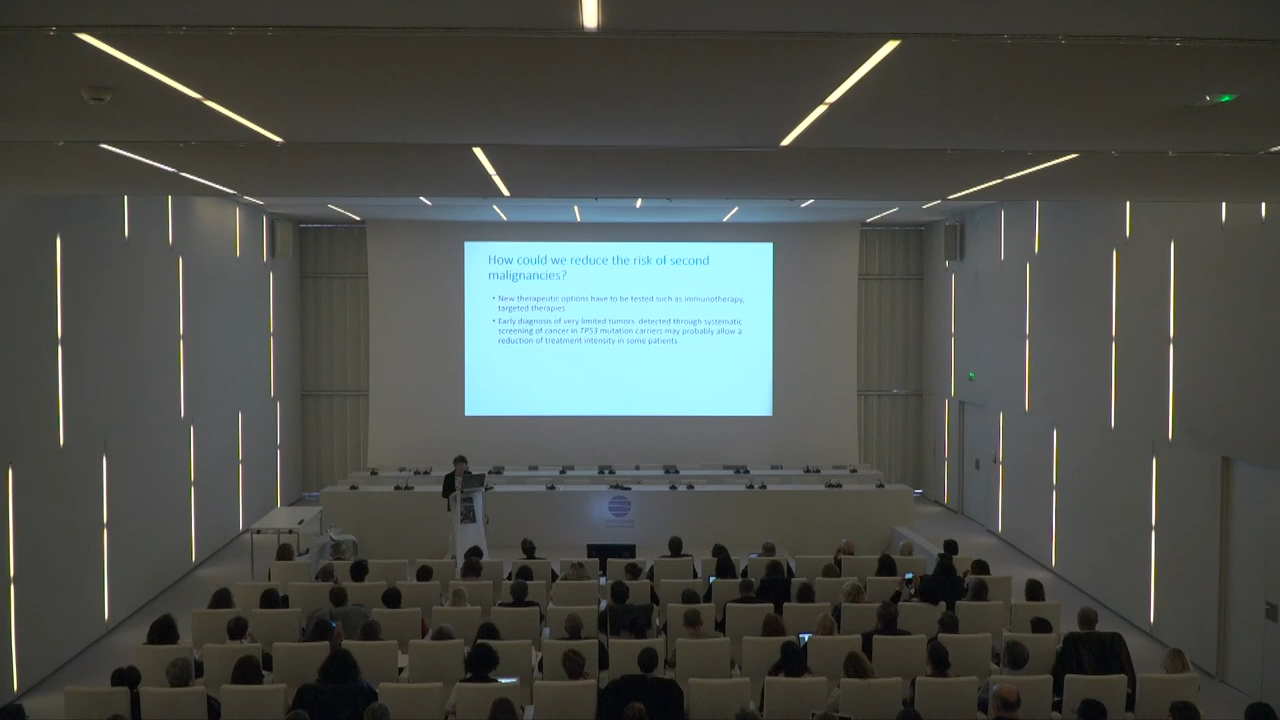 How could we reduce the risk of second
malignancies?
• New therapeutic options have to be tested such as immunotherapy,
targeted therapies
• Early diagnosis of very limited tumors detected through systematic
screening of cancer in TP53 mutation carriers may probably allow a
reduction of treatment intensity in some patients